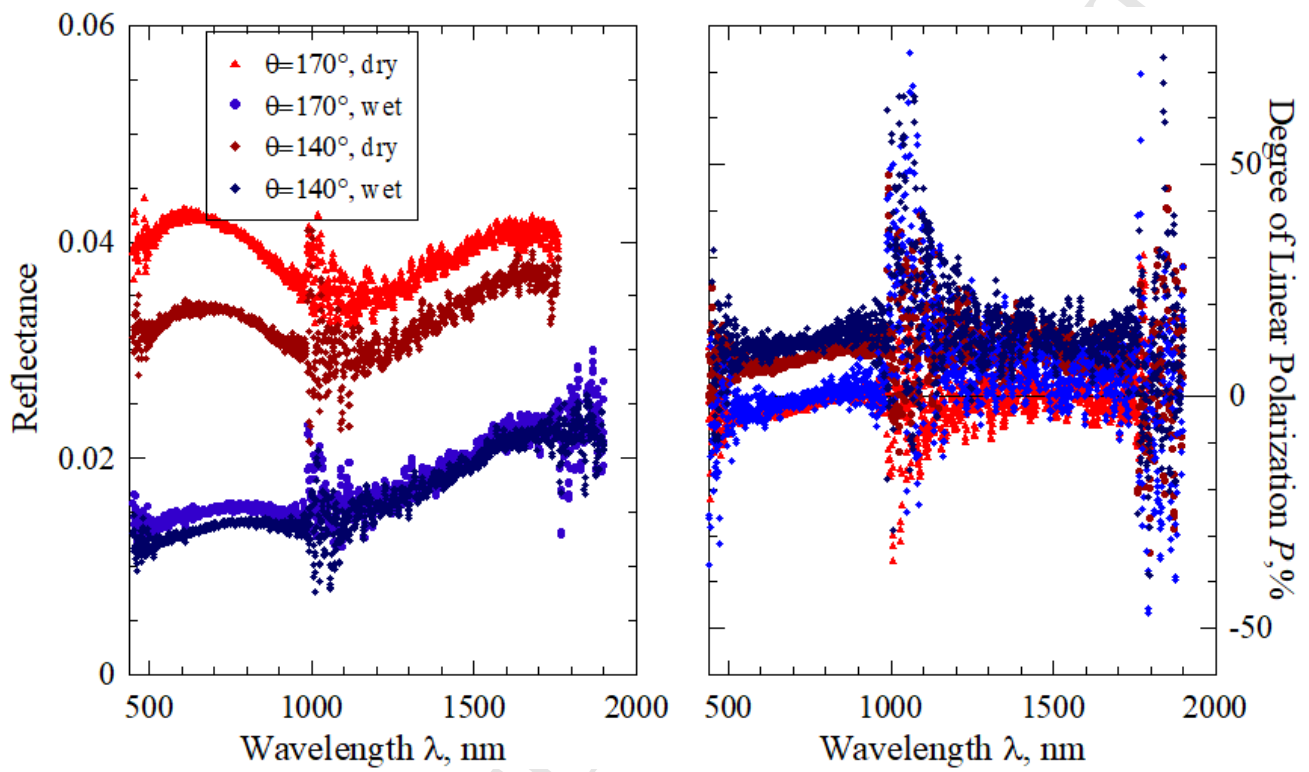 0.06
0.04
0.02
0
Reflectance
θ=170°, dry
θ=170°, wet
θ=140°, dry
θ=140°, wet
500 1000 1500 2000
Wavelength λ, nm
50
0
-50
Degree of Linear Polarization P,%
500 1000 1500 2000
Wavelength λ, nm